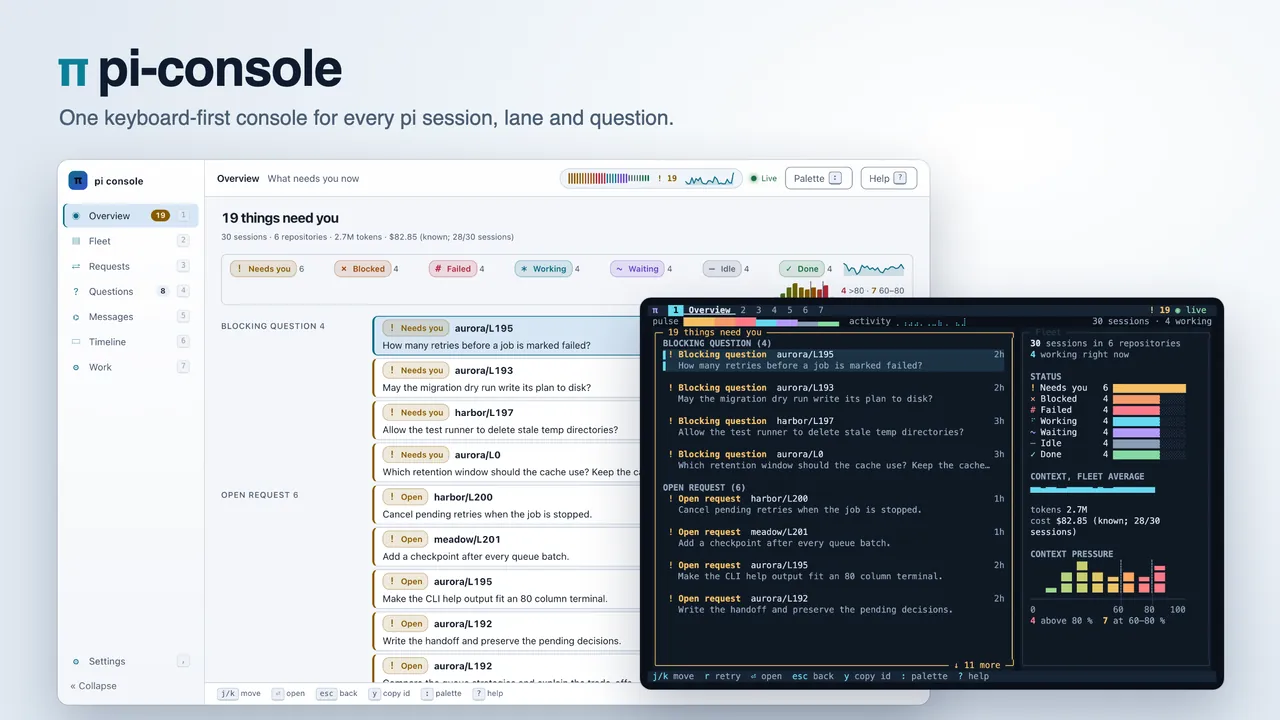 π pi-console
One keyboard-first console for every pi session, lane and question.
π pi console
Overview 19 1
Fleet 2
Requests 3
? Questions 8 4
Messages 5
Timeline 6
Work 7
Settings ,
« Collapse
Overview What needs you now
! 19
Live
Palette :
Help ?
19 things need you
30 sessions · 6 repositories · 2.7M tokens · $82.85 (known; 28/30 sessions)
! Needs you 6
× Blocked 4
# Failed 4
✶ Working 4
~ Waiting 4
— Idle 4
✓ Done 4
4 >80 · 7 60–80
BLOCKING QUESTION 4
! Needs you aurora/L195
How many retries before a job is marked failed?
! Needs you aurora/L193
May the migration dry run write its plan to disk?
! Needs you harbor/L197
Allow the test runner to delete stale temp directories?
! Needs you aurora/L0
Which retention window should the cache use? Keep the ca
OPEN REQUEST 6
! Open harbor/L200
Cancel pending retries when the job is stopped.
! Open meadow/L201
Add a checkpoint after every queue batch.
! Open aurora/L195
Make the CLI help output fit an 80 column terminal.
! Open aurora/L192
Write the handoff and preserve the pending decisions.
! Open aurora/L192
j/k move ⏎ open esc back y copy id : palette ? help
π 1 Overview 2 3 4 5 6 7 ! 19 ◉ live
pulse activity 30 sessions · 4 working
19 things need you
BLOCKING QUESTION (4)
! Blocking question aurora/L195 2h
How many retries before a job is marked failed?
! Blocking question aurora/L193 2h
May the migration dry run write its plan to disk?
! Blocking question harbor/L197 3h
Allow the test runner to delete stale temp directories?
! Blocking question aurora/L0 3h
Which retention window should the cache use? Keep the cache…
OPEN REQUEST (6)
! Open request harbor/L200 1h
Cancel pending retries when the job is stopped.
! Open request meadow/L201 1h
Add a checkpoint after every queue batch.
! Open request aurora/L195 2h
Make the CLI help output fit an 80 column terminal.
! Open request aurora/L192 2h
Write the handoff and preserve the pending decisions.
↓ 11 more
Fleet
30 sessions in 6 repositories
4 working right now
STATUS
! Needs you 6
× Blocked 4
# Failed 4
Working 4
~ Waiting 4
— Idle 4
✓ Done 4
CONTEXT, FLEET AVERAGE
tokens 2.7M
cost $82.85 (known; 28/30
sessions)
CONTEXT PRESSURE
0 60 80 100
4 above 80 % 7 at 60–80 %
j/k move r retry ⏎ open esc back y copy id : palette ? help